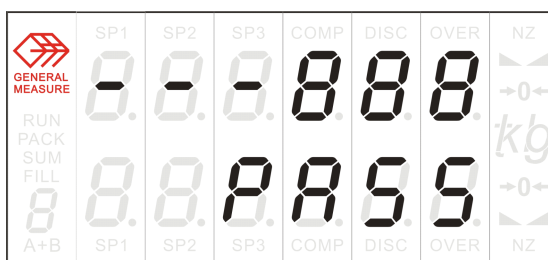 SP1 SP2 SP3 COMP DISC OVER NZ
GENERAL
MEASURE
---888
→0←
RUN
PACK
SUM
FILL
kg
PASS
→0←
A+B SP1 SP2 SP3 COMP DISC OVER NZ